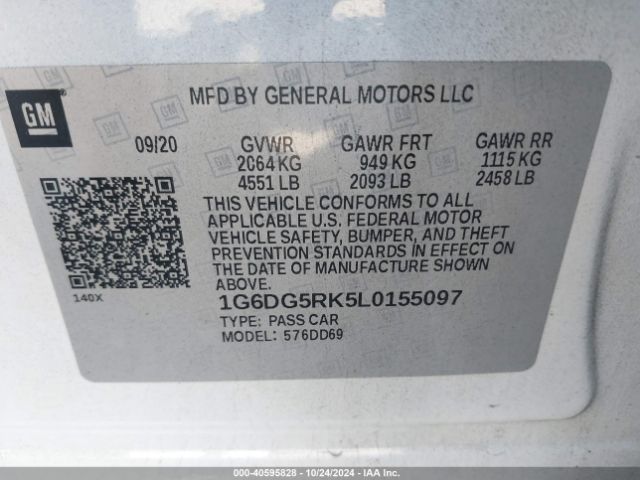 GM
MFD BY GENERAL MOTORS LLC
09/20 GVWR GAWR FRT GAWR RR
2064 KG 949 KG 1115 KG
4551 LB 2093 LB 2458 LB
THIS VEHICLE CONFORMS TO ALL
APPLICABLE U.S. FEDERAL MOTOR
VEHICLE SAFETY, BUMPER, AND THEFT
PREVENTION STANDARDS IN EFFECT ON
THE DATE OF MANUFACTURE SHOWN
ABOVE.
140X
1G6DG5RK5L0155097
TYPE: PASS CAR
MODEL: 576DD69
000-40595828 - 10/24/2024 - IAA Inc.